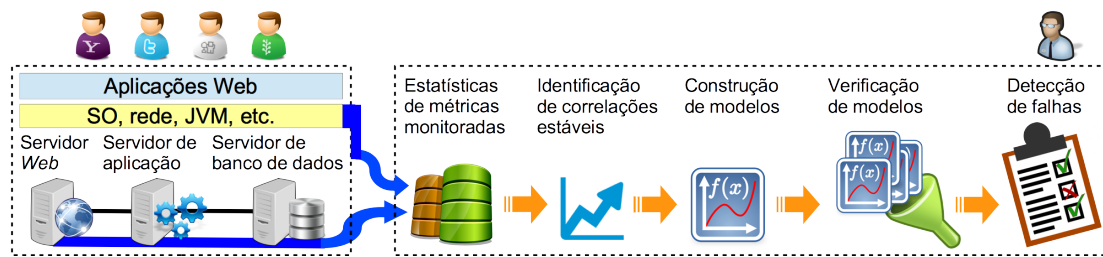 Aplicações Web
SO, rede, JVM, etc.
Servidor
Web
Servidor de
aplicação
Servidor de
banco de dados
Estatísticas
de métricas
monitoradas
Identificação
de correlações
estáveis
Construção
de modelos
Verificação
de modelos
Detecção
de falhas
Y
t
f(x)
f(x)
f(x)
f(x)